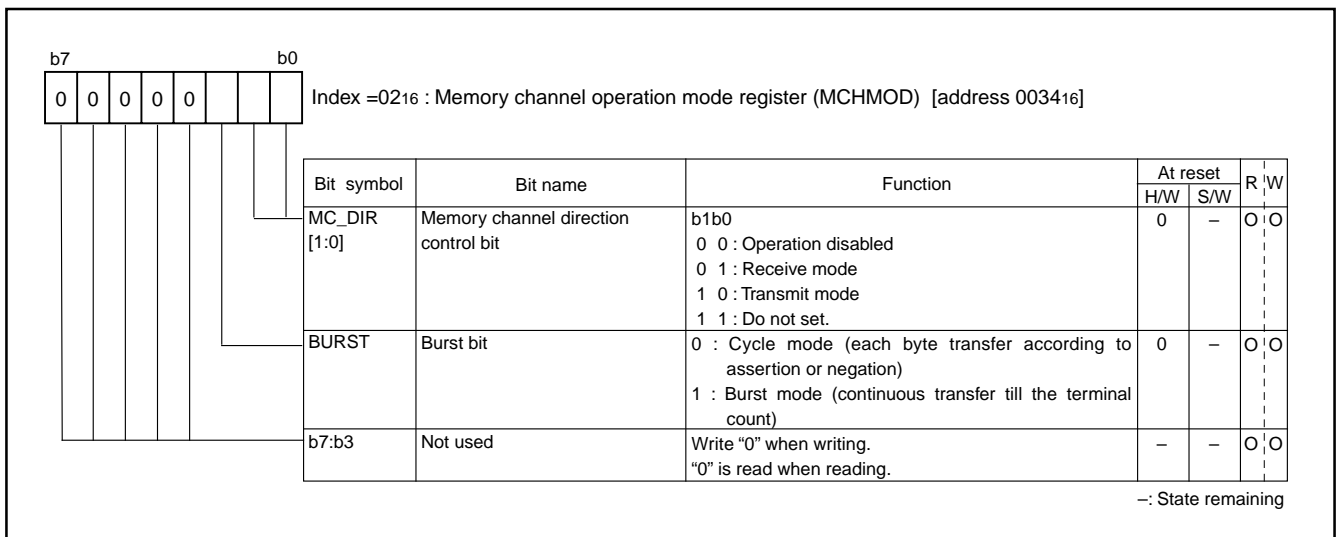 b7 b0
0 0 0 0 0 Index =0216 : Memory channel operation mode register (MCHMOD) [address 003416]
Bit symbol Bit name Function At reset R W
H/W S/W
MC_DIR Memory channel direction b1b0 0 – O O
[1:0] control bit 0 0 : Operation disabled
0 1 : Receive mode
1 0 : Transmit mode
1 1 : Do not set.
BURST Burst bit 0 : Cycle mode (each byte transfer according to 0 – O O
assertion or negation)
1 : Burst mode (continuous transfer till the terminal
count)
b7:b3 Not used Write “0” when writing. – – O O
“0” is read when reading.
–: State remaining